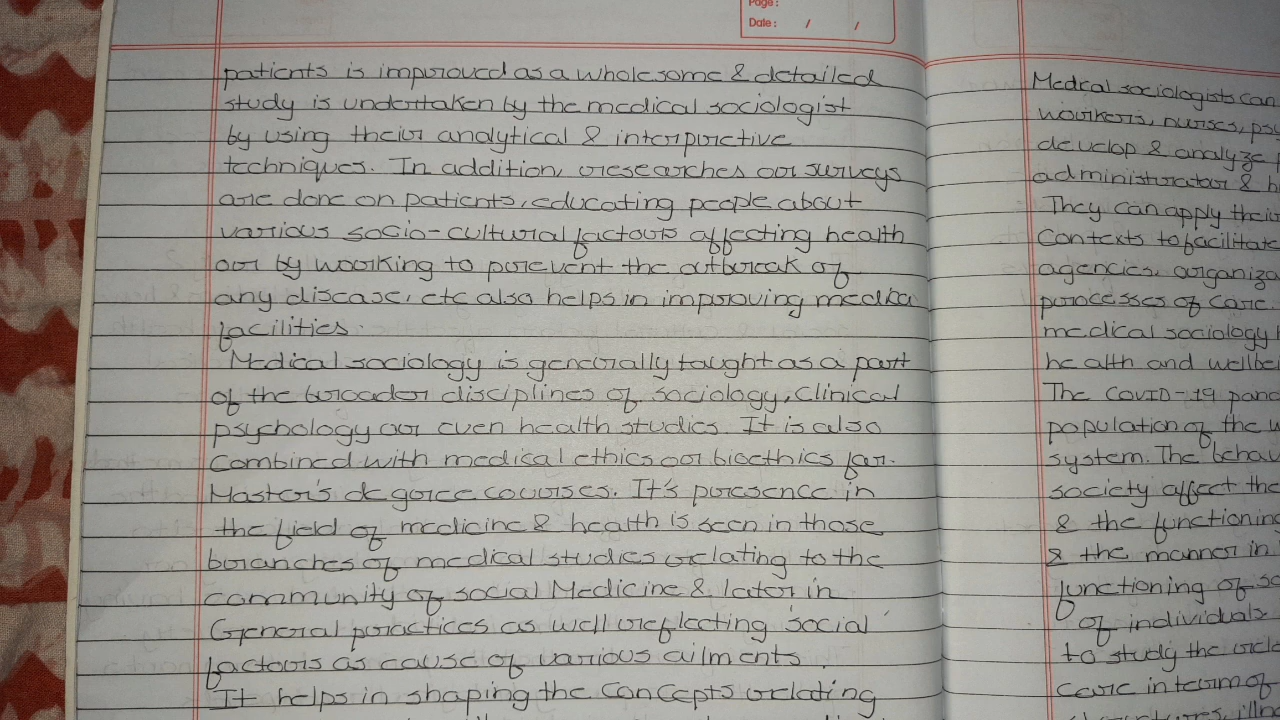 Page:
Date: / /
patients is improved as a wholesome & detailed
study is undertaken by the medical sociologist
by using their analytical & interpretive
techniques. In addition, researches or surveys
are done on patients, educating people about
various socio-cultural factors affecting health
or by working to prevent the outbreak of
any disease, etc also helps in improving medical
facilities.
Medical sociology is generally taught as a part
of the broader disciplines of sociology, clinical
psychology or even health studies. It is also
combined with medical ethics or bioethics for
Master's degree courses. It's presence in
the field of medicine & health is seen in those
branches of medical studies relating to the
community of social Medicine & later in
General practices as well reflecting social
factors as cause of various ailments.
It helps in shaping the concepts relating
Medical sociologists can
workers, nurses,
develop & analyze
administrator &
They can apply their
Contexts to facilitate
agencies, organiza
processes of care.
medical sociology
health and wellbei
The COVID-19 pand
population of the w
system. The behav
society affect the
& the functioning
& the manner in
functioning of so
of individuals
to study the rela
care in term of